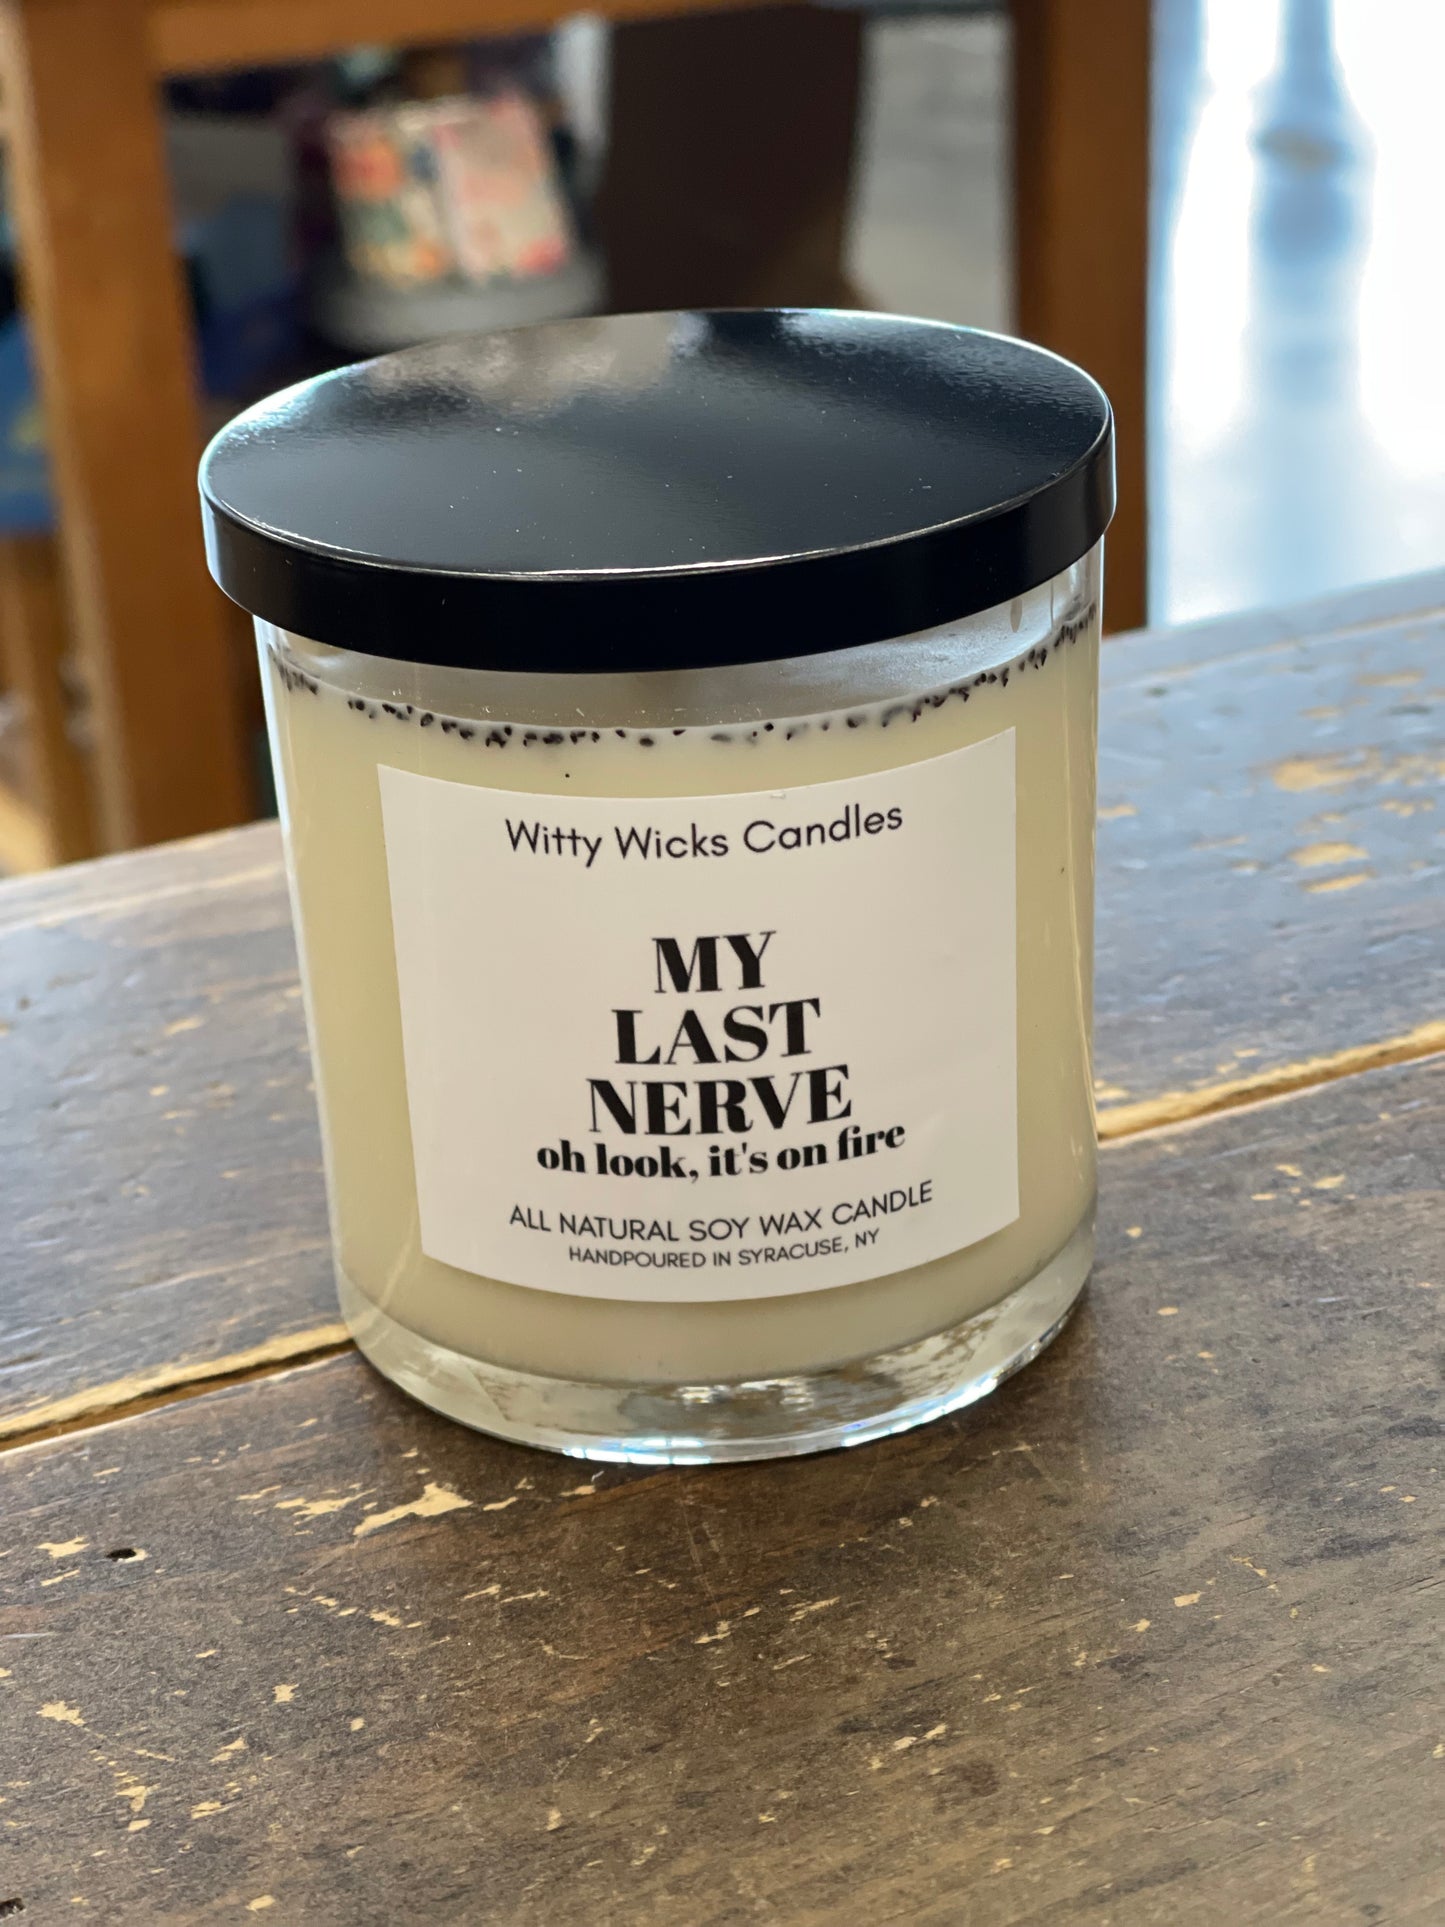 Witty Wicks Candles
MY
LAST
NERVE
oh look, it's on fire
ALL NATURAL SOY WAX CANDLE
HANDPOURED IN SYRACUSE, NY